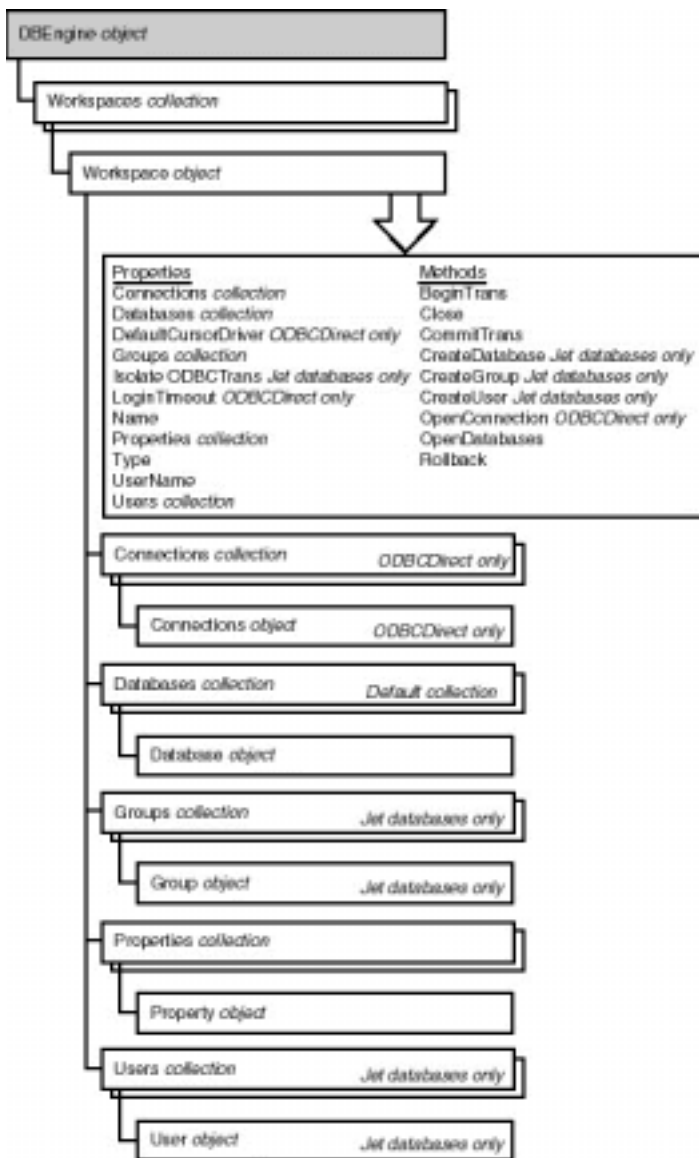 DBEngine object
Workspaces collection
Workspace object
Properties
Connections collection
Databases collection
DefaultCursorDriver ODBCDirect only
Groups collection
Isolate ODBCTrans Jet databases only
LoginTimeout ODBCDirect only
Name
Properties collection
Type
UserName
Users collection
Methods
BeginTrans
Close
CommitTrans
CreateDatabase Jet databases only
CreateGroup Jet databases only
CreateUser Jet databases only
OpenConnection ODBCDirect only
OpenDatabases
Rollback
Connections collection ODBCDirect only
Connections object ODBCDirect only
Databases collection Default collection
Database object
Groups collection Jet databases only
Group object Jet databases only
Properties collection
Property object
Users collection Jet databases only
User object Jet databases only